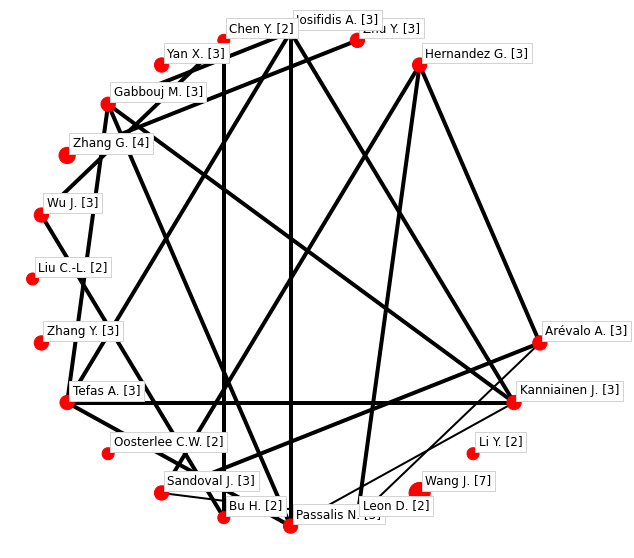 Iosifidis A. [3]
Chen Y. [2]
Zhu Y. [3]
Yan X. [3]
Hernandez G. [3]
Gabbouj M. [3]
Zhang G. [4]
Wu J. [3]
Liu C.-L. [2]
Zhang Y. [3]
Arévalo A. [3]
Tefas A. [3]
Kanniainen J. [3]
Oosterlee C.W. [2]
Li Y. [2]
Sandoval J. [3]
Wang J. [7]
Bu H. [2]
Passalis N. [3]
Leon D. [2]